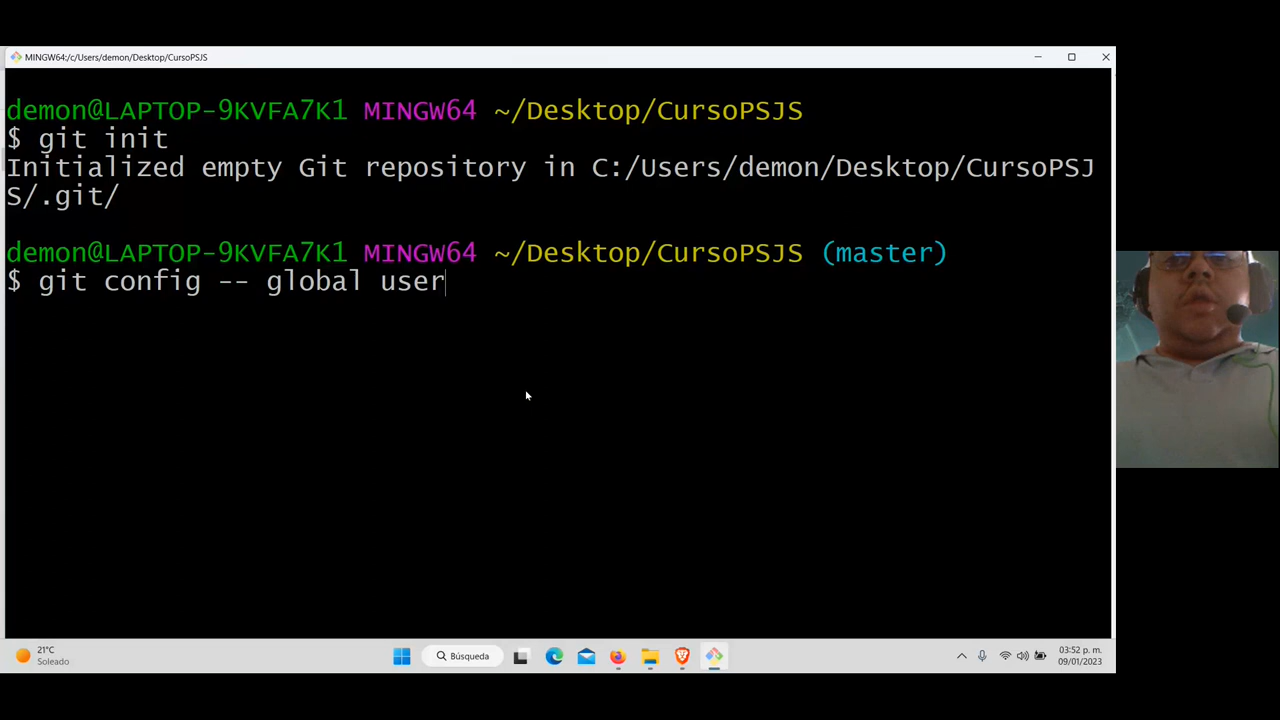 MINGW64:/c/Users/demon/Desktop/CursoPSJS
demon@LAPTOP-9KVFA7K1 MINGW64 ~/Desktop/CursoPSJS
$ git init
Initialized empty Git repository in C:/Users/demon/Desktop/CursoPSJ
S/.git/
demon@LAPTOP-9KVFA7K1 MINGW64 ~/Desktop/CursoPSJS (master)
$ git config -- global user
21°C
Soleado
Búsqueda
03:52 p. m.
09/01/2023